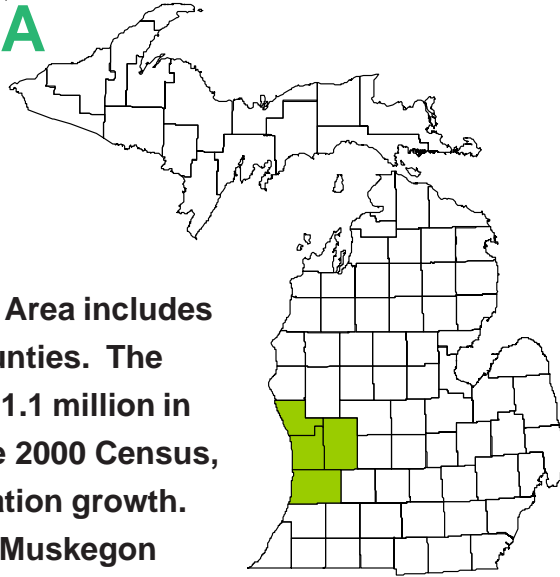 A
Area includes
unties. The
1.1 million in
e 2000 Census,
ation growth.
Muskegon